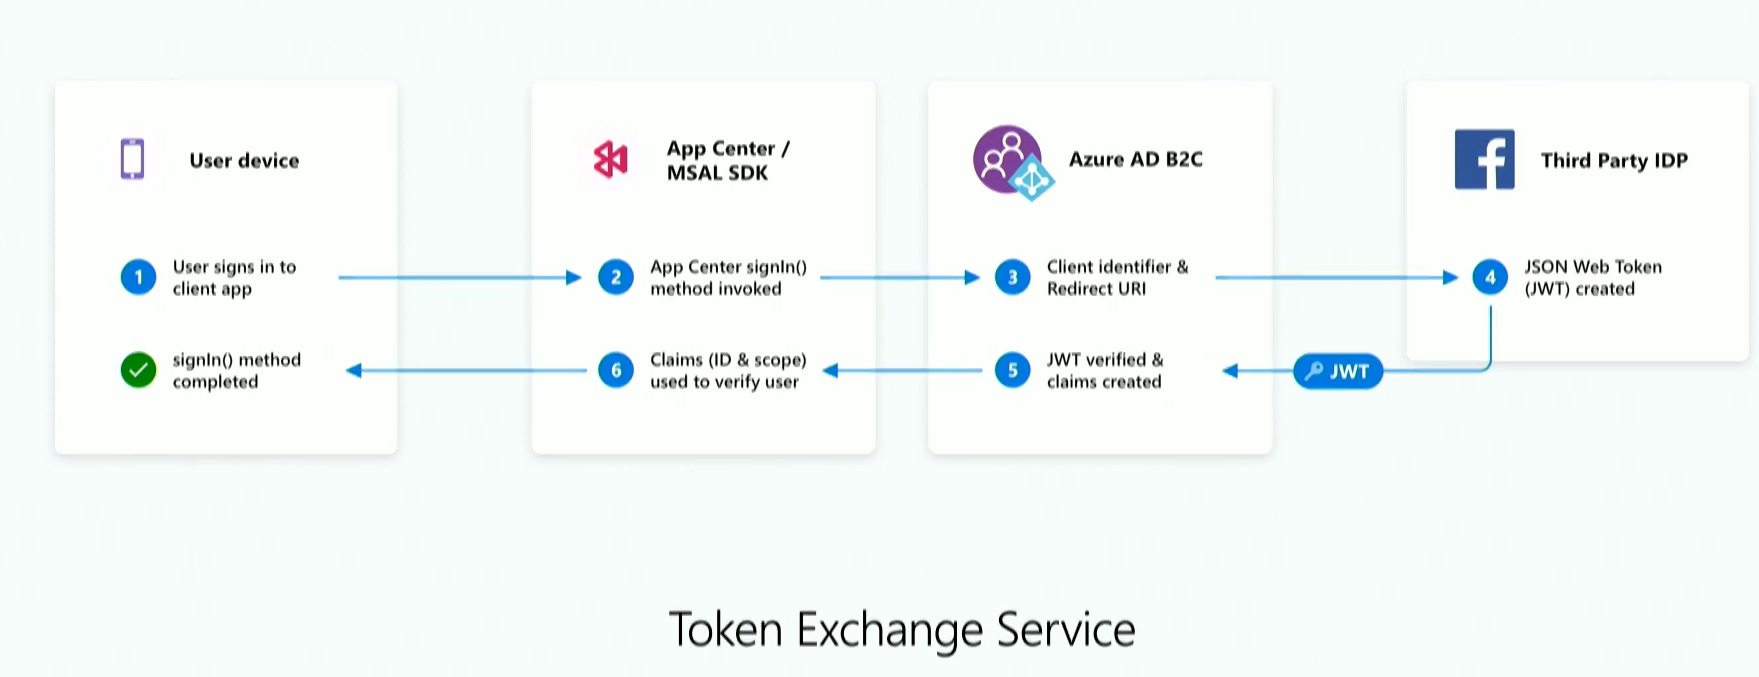 User device
1
User signs in to
client app
signIn() method
completed
App Center /
MSAL SDK
2
App Center signIn()
method invoked
6
Claims (ID & scope)
used to verify user
Azure AD B2C
3
Client identifier &
Redirect URI
5
JWT verified &
claims created
JWT
f
Third Party IDP
4
JSON Web Token
(JWT) created
Token Exchange Service